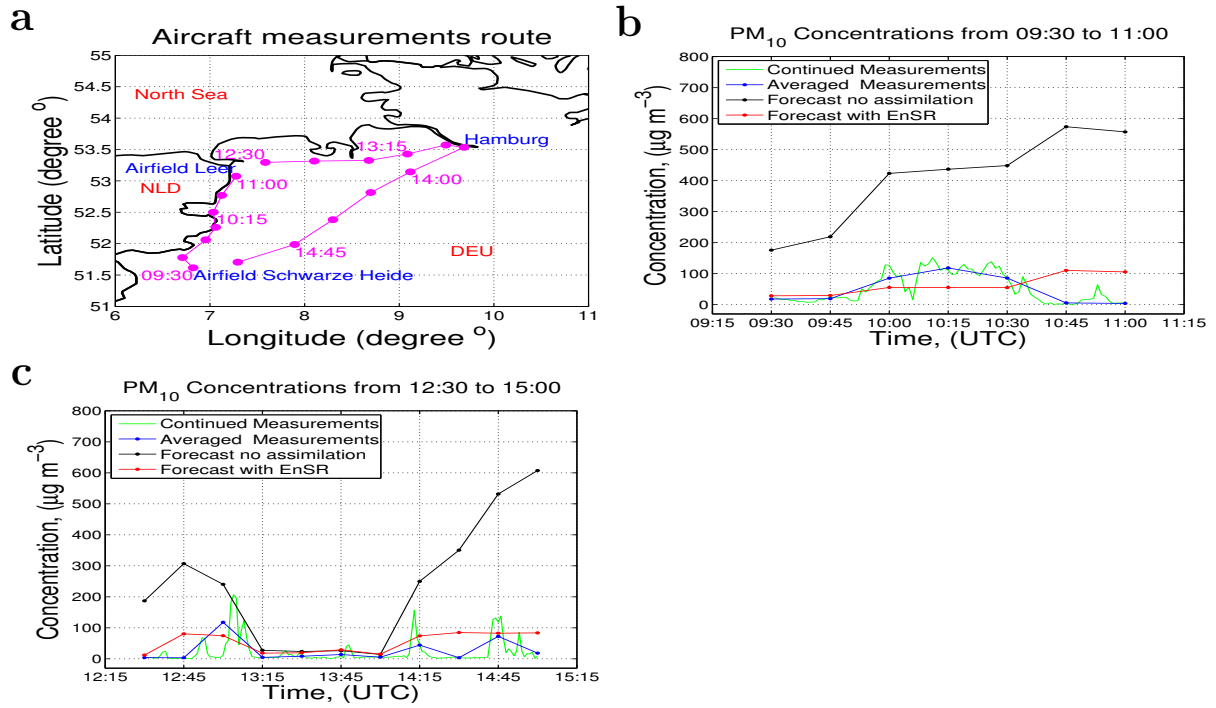 a
Aircraft measurements route
Latitude (degree °)
55
54.5
54
53.5
53
52.5
52
51.5
51
North Sea
Hamburg
12:30
13:15
Airfield Leer
11:00
14:00
NLD
10:15
14:45
DEU
09:30
Airfield Schwarze Heide
6
7
8
9
10
11
Longitude (degree °)
b
PM10 Concentrations from 09:30 to 11:00
Concentration, (μg m−3)
800
700
600
500
400
300
200
100
0
Continued Measurements
Averaged Measurements
Forecast no assimilation
Forecast with EnSR
09:15
09:30
09:45
10:00
10:15
10:30
10:45
11:00
11:15
Time, (UTC)
c
PM10 Concentrations from 12:30 to 15:00
Concentration, (μg m−3)
800
700
600
500
400
300
200
100
0
Continued Measurements
Averaged Measurements
Forecast no assimilation
Forecast with EnSR
12:15
12:45
13:15
13:45
14:15
14:45
15:15
Time, (UTC)